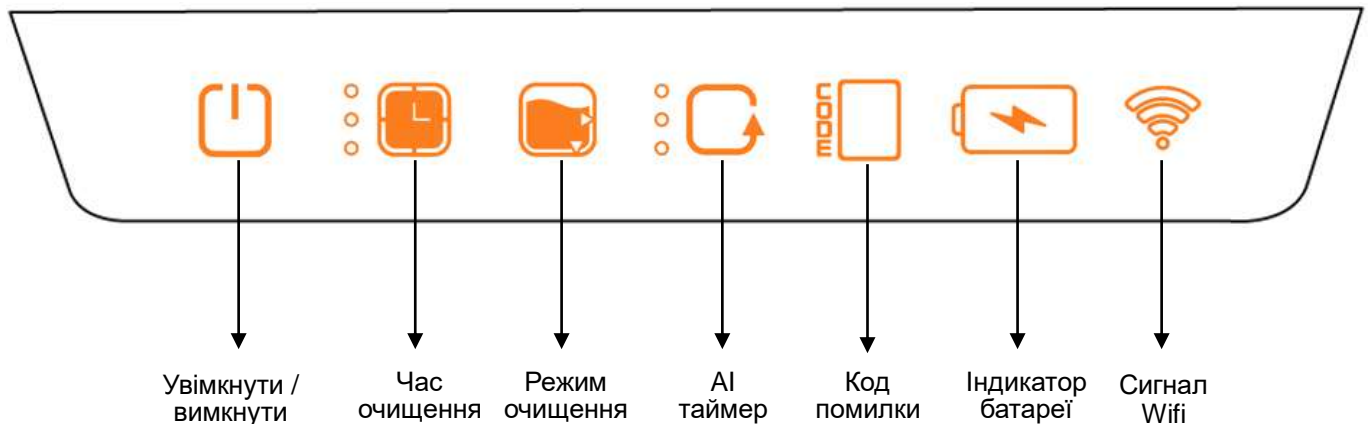 CODE
Увімкнути /
вимкнути
Час
очищення
Режим
очищення
AI
таймер
Код
помилки
Індикатор
батареї
Сигнал
Wifi